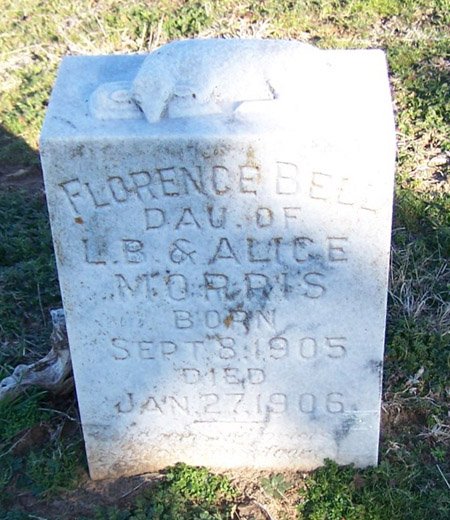 FLORENCE BELL
DAU. OF
L.B. & ALICE
MORRIS
BORN
SEPT. 8. 1905
DIED
JAN. 27. 1906